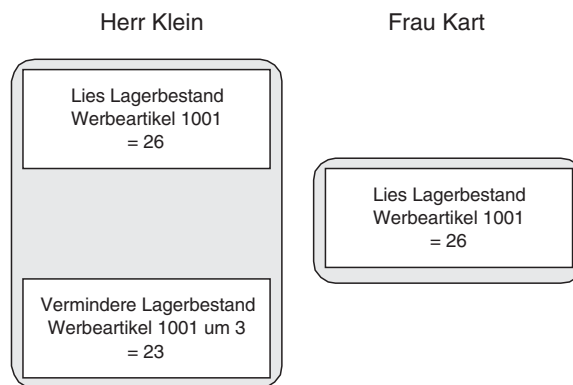 Herr Klein
Frau Kart
Lies Lagerbestand
Werbeartikel 1001
= 26
Lies Lagerbestand
Werbeartikel 1001
= 26
Vermindere Lagerbestand
Werbeartikel 1001 um 3
= 23